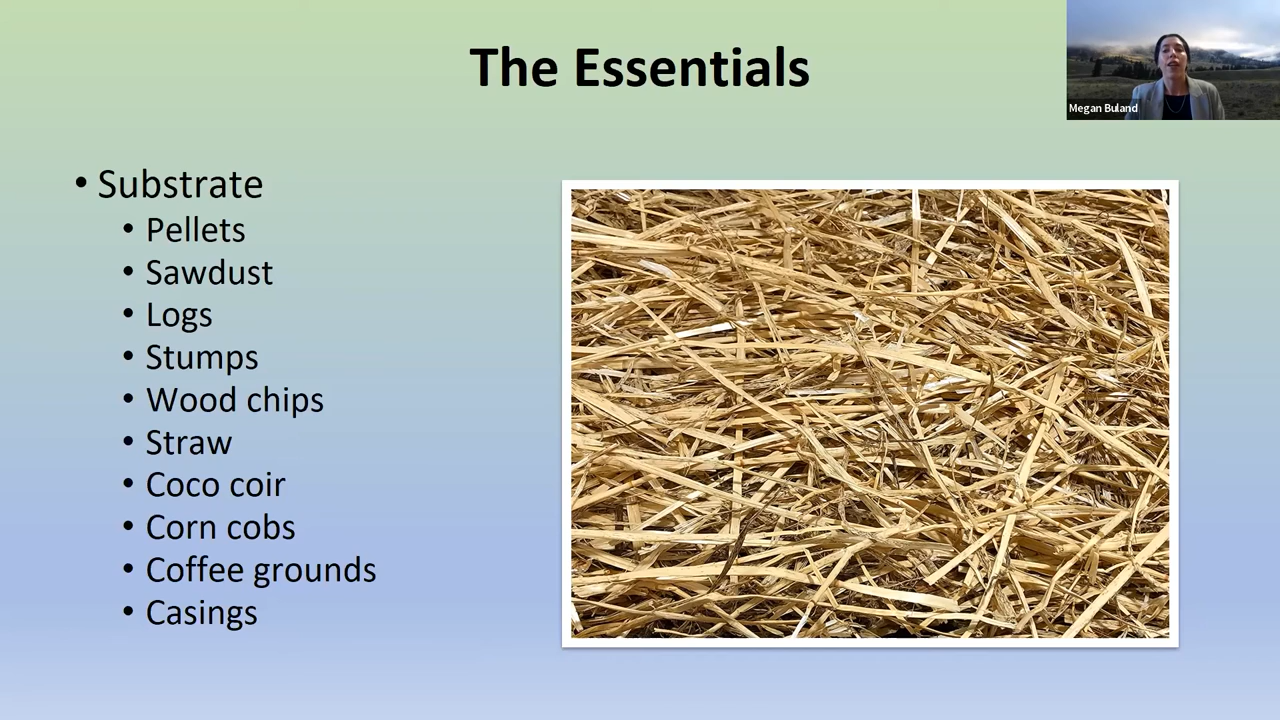 The Essentials
Megan Buland
• Substrate
• Pellets
• Sawdust
• Logs
• Stumps
• Wood chips
• Straw
• Coco coir
• Corn cobs
• Coffee grounds
• Casings